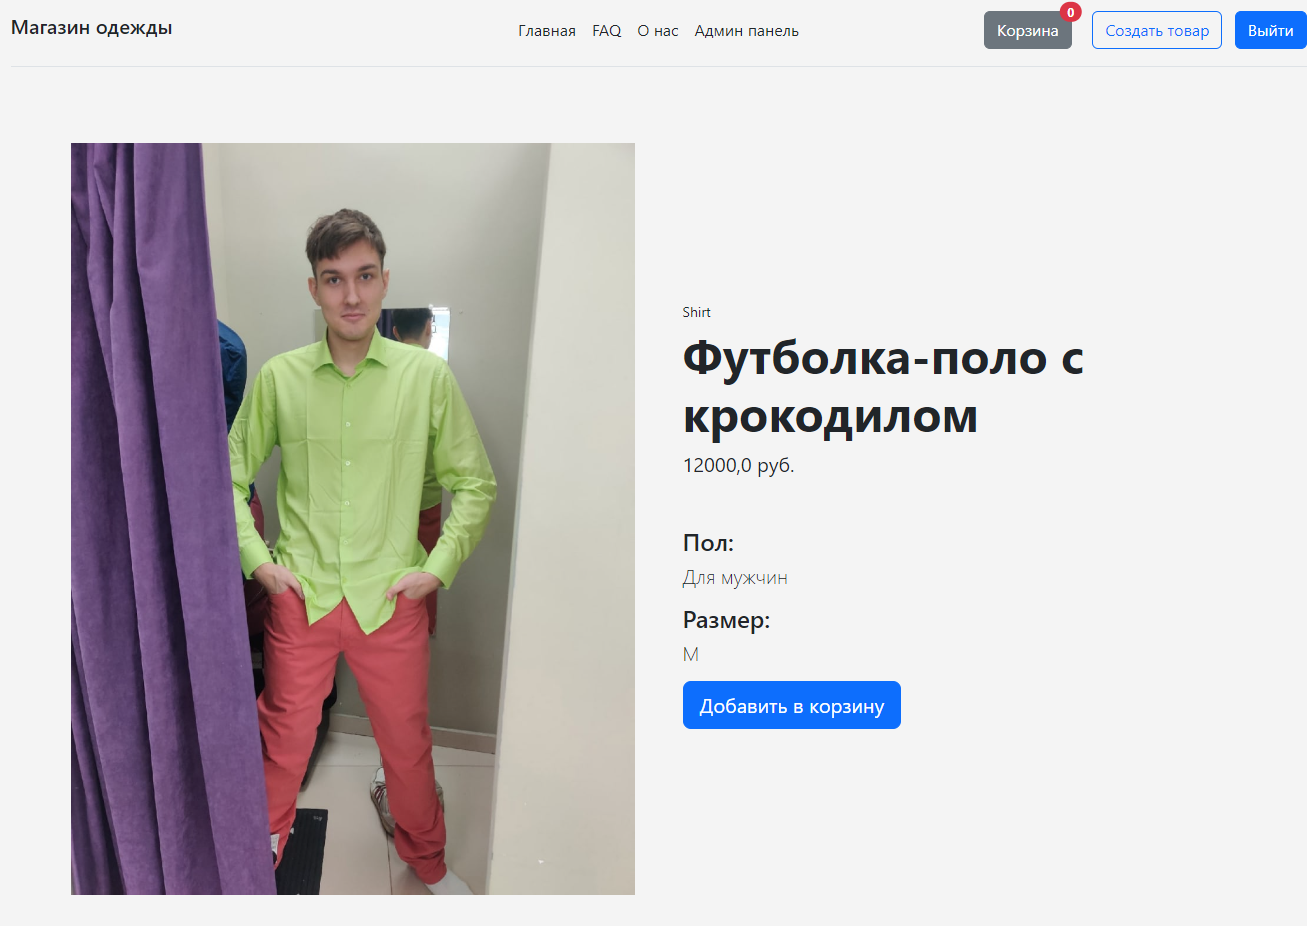 Магазин одежды
Главная FAQ О нас Админ панель
Корзина 0 Создать товар Выйти
Shirt
Футболка-поло с
крокодилом
12000,0 руб.
Пол:
Для мужчин
Размер:
M
Добавить в корзину